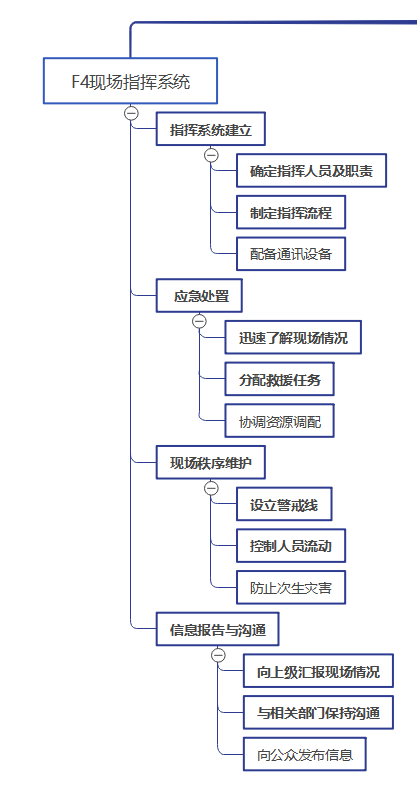 F4现场指挥系统
指挥系统建立
确定指挥人员及职责
制定指挥流程
配备通讯设备
应急处置
迅速了解现场情况
分配救援任务
协调资源调配
现场秩序维护
设立警戒线
控制人员流动
防止次生灾害
信息报告与沟通
向上级汇报现场情况
与相关部门保持沟通
向公众发布信息